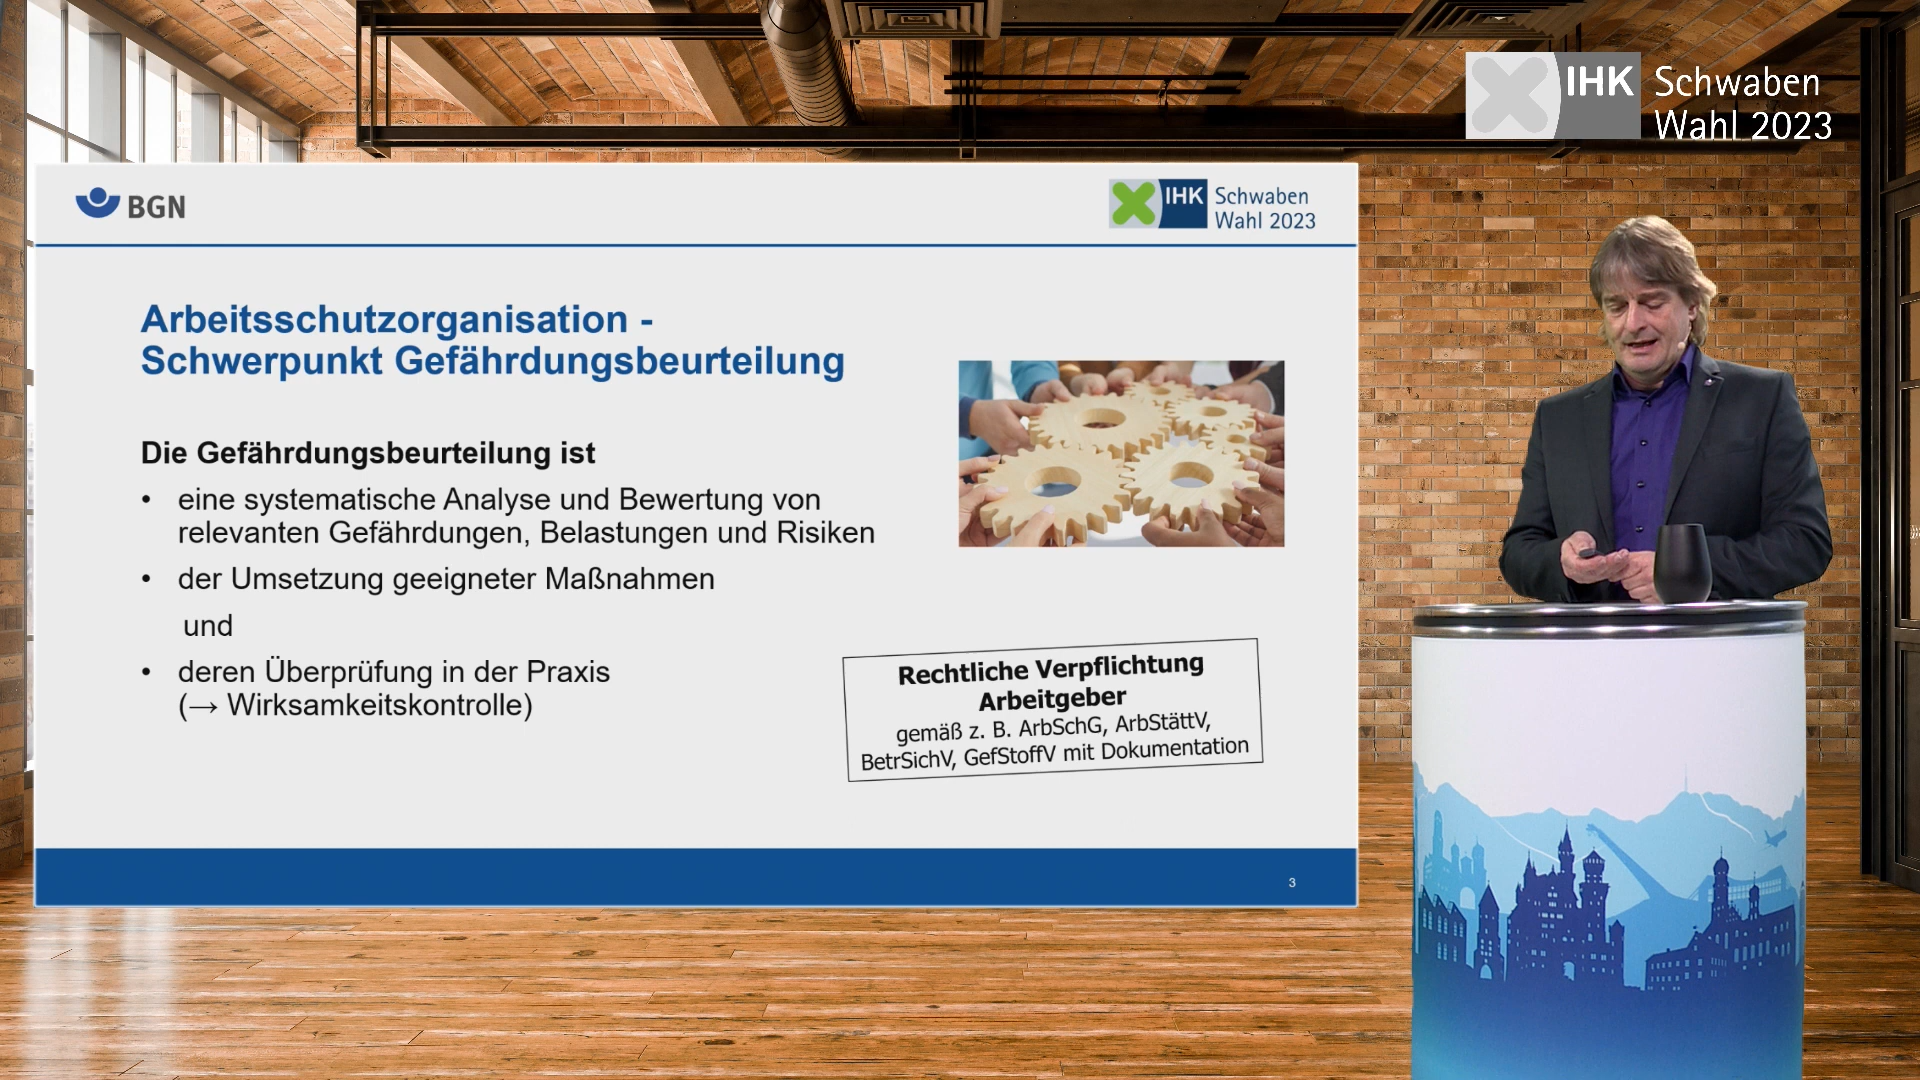 IHK Schwaben
Wahl 2023
BGN
IHK Schwaben
Wahl 2023
Arbeitsschutzorganisation -
Schwerpunkt Gefährdungsbeurteilung
Die Gefährdungsbeurteilung ist
• eine systematische Analyse und Bewertung von
relevanten Gefährdungen, Belastungen und Risiken
• der Umsetzung geeigneter Maßnahmen
und
• deren Überprüfung in der Praxis
(→ Wirksamkeitskontrolle)
Rechtliche Verpflichtung
Arbeitgeber
gemäß z. B. ArbSchG, ArbStättV,
BetrSichV, GefStoffV mit Dokumentation
3